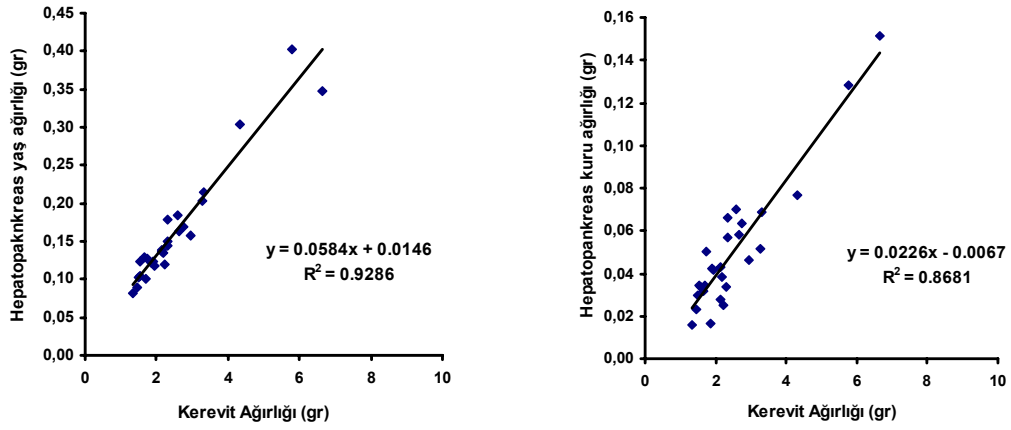 0,45
0,40
0,35
0,30
0,25
0,20
0,15
0,10
0,05
0,00
0 2 4 6 8 10
Hepatopaknkreas yaş ağırlığı (gr)
Kerevit Ağırlığı (gr)
y = 0.0584x + 0.0146
R² = 0.9286
0,16
0,14
0,12
0,10
0,08
0,06
0,04
0,02
0,00
0 2 4 6 8 10
Hepatopankreas kuru ağırlığı (gr)
Kerevit Ağırlığı (gr)
y = 0.0226x - 0.0067
R² = 0.8681